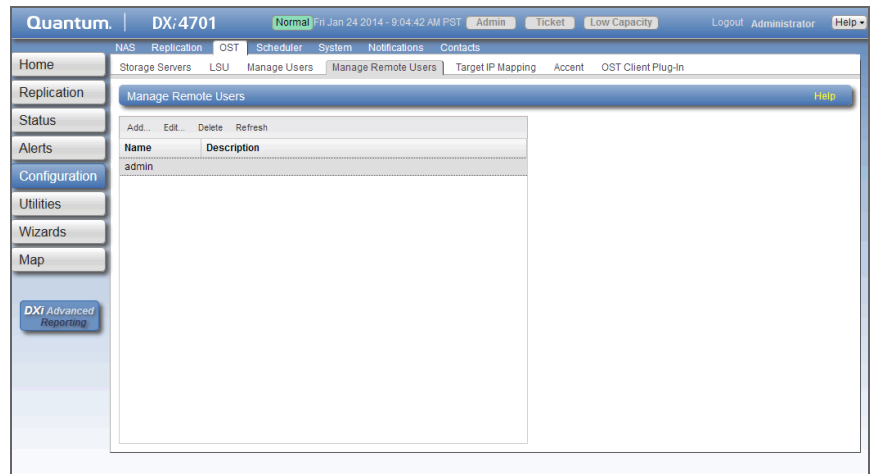 Quantum. DXi4701 Normal Fri Jan 24 2014 - 9:04:42 AM PST Admin Ticket Low Capacity Logout Administrator Help
NAS Replication OST Scheduler System Notifications Contacts
Storage Servers LSU Manage Users Manage Remote Users Target IP Mapping Accent OST Client Plug-In
Home
Replication
Status
Alerts
Configuration
Utilities
Wizards
Map
DXi Advanced
Reporting
Manage Remote Users Help
Add... Edit... Delete Refresh
Name Description
admin